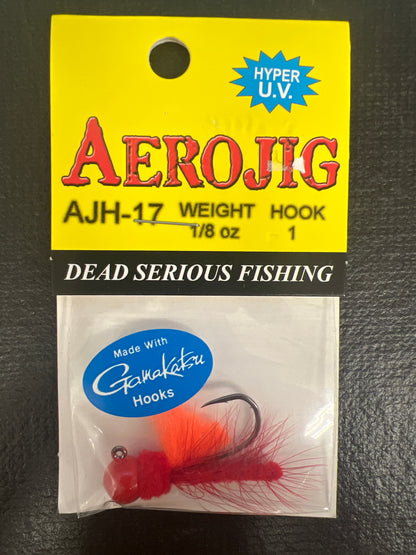 HYPER
U.V.
AEROJIG
AJH-17 WEIGHT HOOK
1/8 oz 1
DEAD SERIOUS FISHING
Made With
Gamakatsu
Hooks